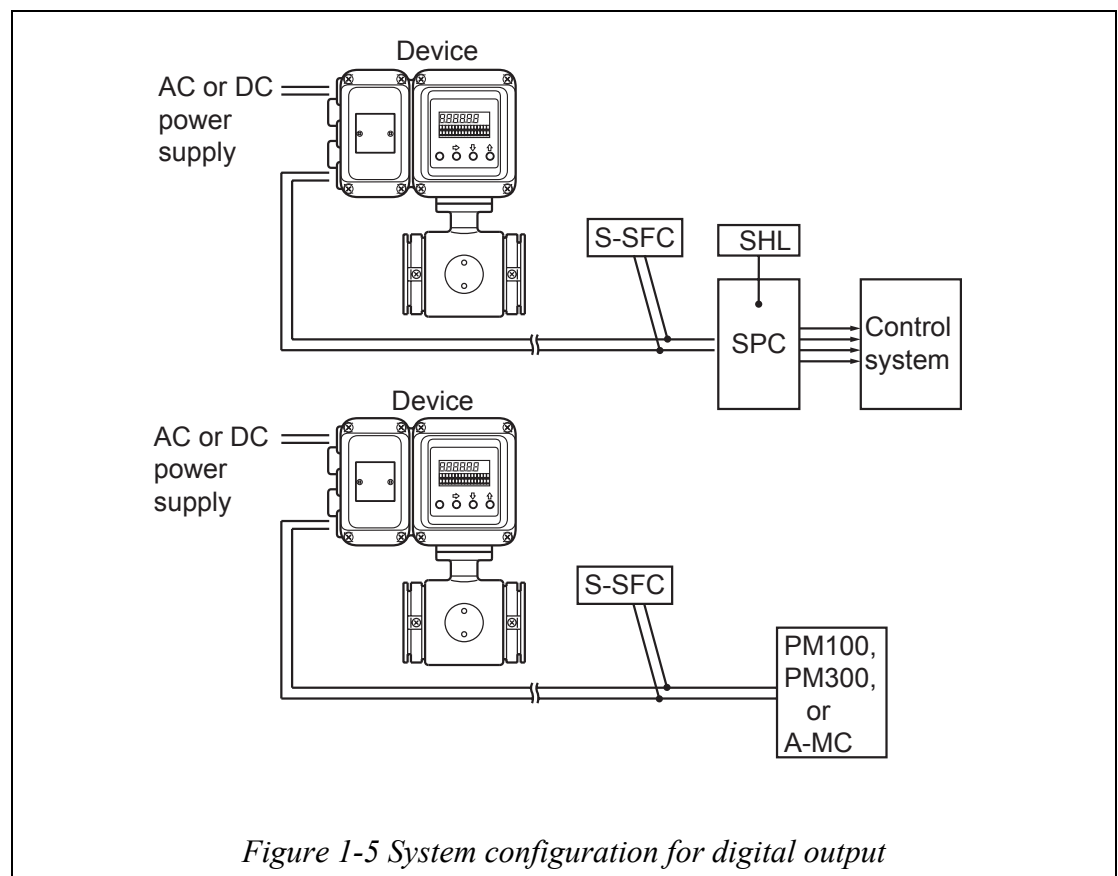 Device
AC or DC
power
supply
S-SFC
SHL
SPC
Control
system
Device
AC or DC
power
supply
S-SFC
PM100,
PM300,
or
A-MC
Figure 1-5 System configuration for digital output